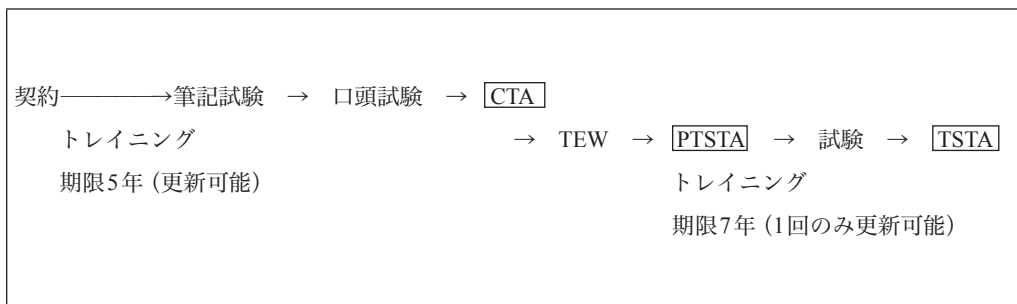 契約――――→筆記試験 → 口頭試験 → CTA
トレイニング → TEW → PTSTA → 試験 → TSTA
期限5年（更新可能） トレイニング
期限7年（1回のみ更新可能）